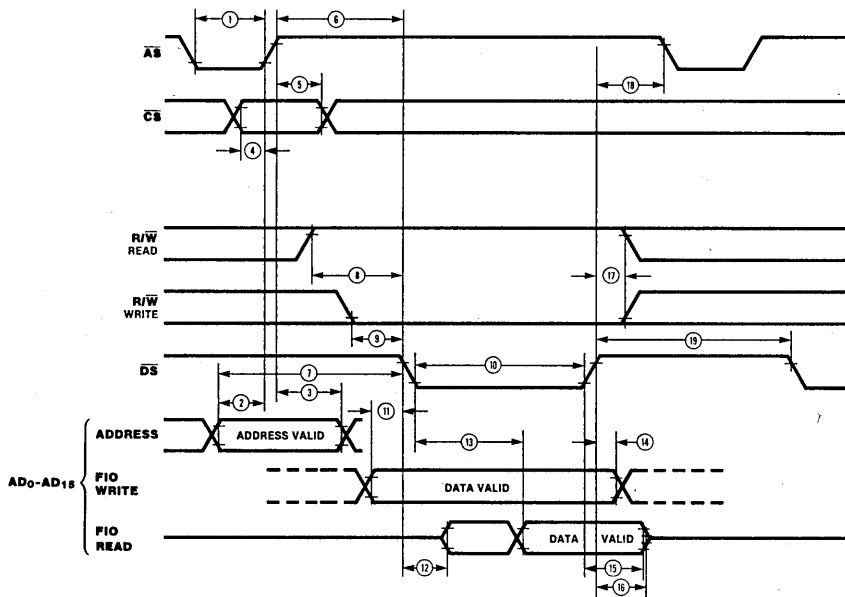 1 6
AS
18
5
CS
4
R/W
READ
8
17
R/W
WRITE
9
19
DS
10
7
3
2
11
ADDRESS
ADDRESS VALID
13
14
AD0-AD15
FIO
WRITE
DATA VALID
FIO
READ
DATA VALID
12
15
16